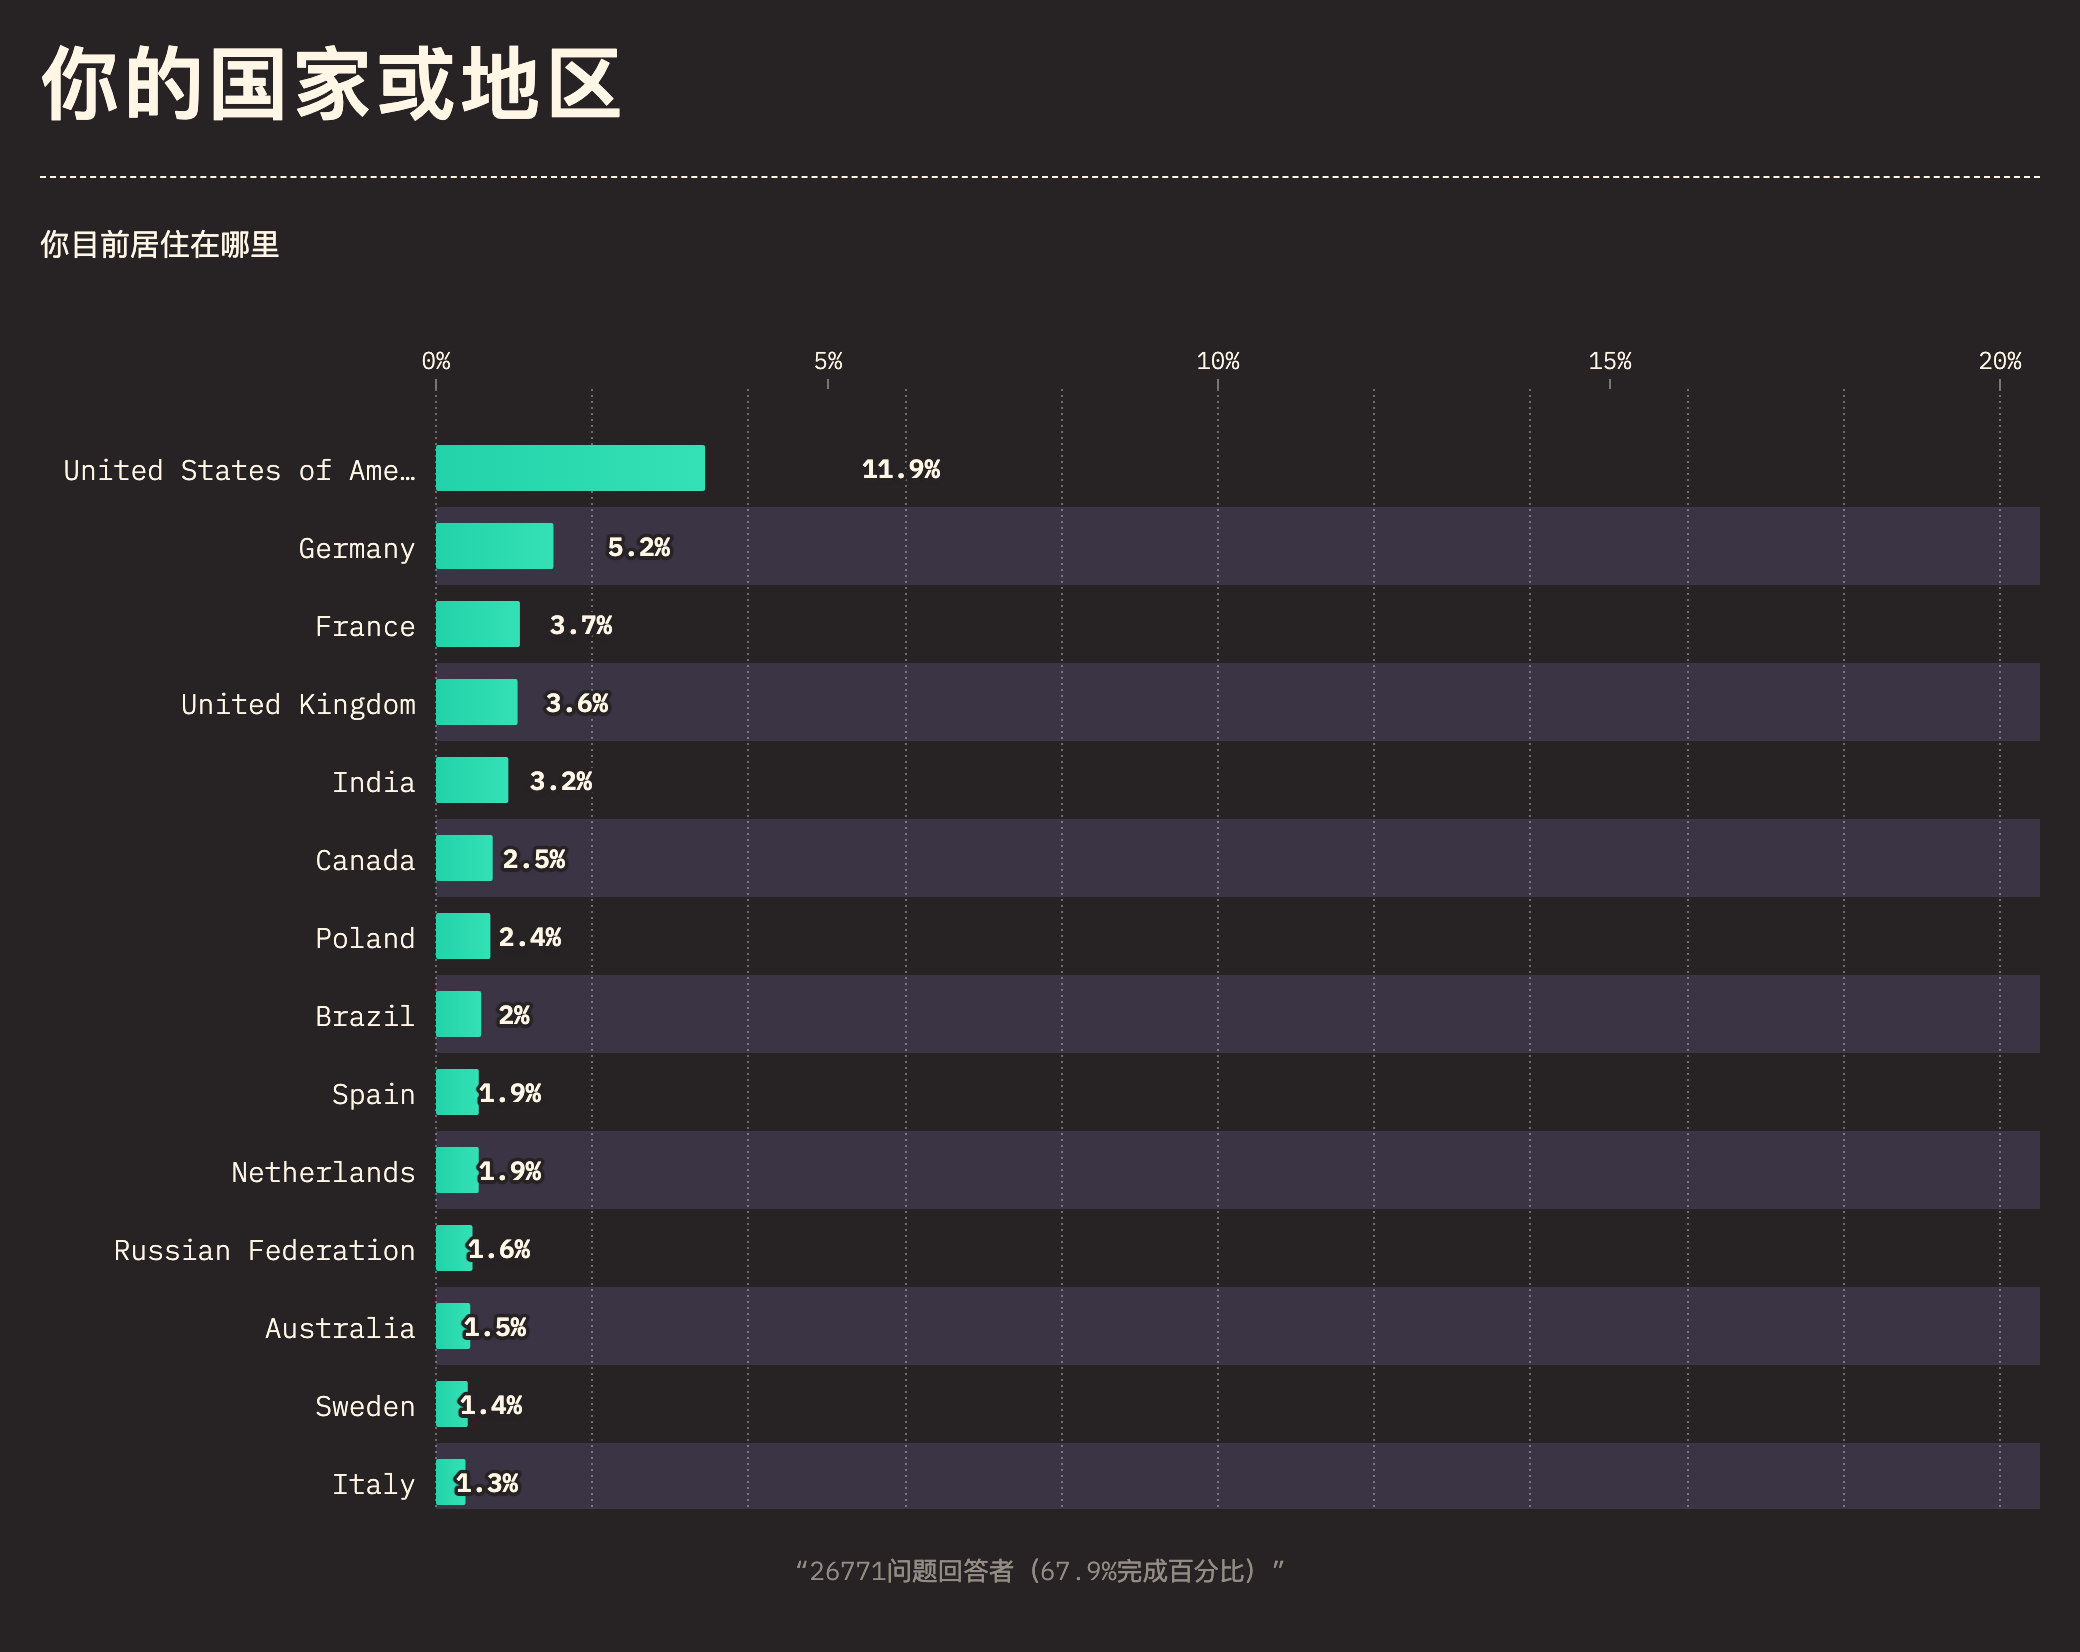 你的国家或地区
你目前居住在哪里
0% 5% 10% 15% 20%
United States of Ame… 11.9%
Germany 5.2%
France 3.7%
United Kingdom 3.6%
India 3.2%
Canada 2.5%
Poland 2.4%
Brazil 2%
Spain 1.9%
Netherlands 1.9%
Russian Federation 1.6%
Australia 1.5%
Sweden 1.4%
Italy 1.3%
“26771问题回答者（67.9%完成百分比）”